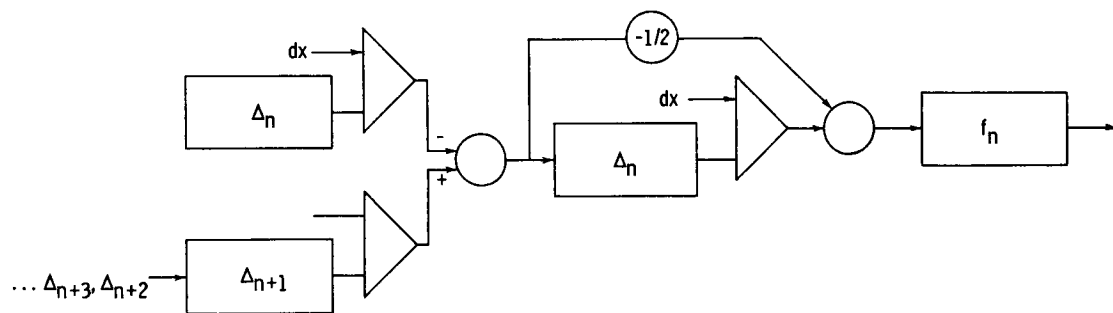 -1/2
dx
Δn
-
+
dx
Δn
fn
Δn+1
... Δn+3, Δn+2